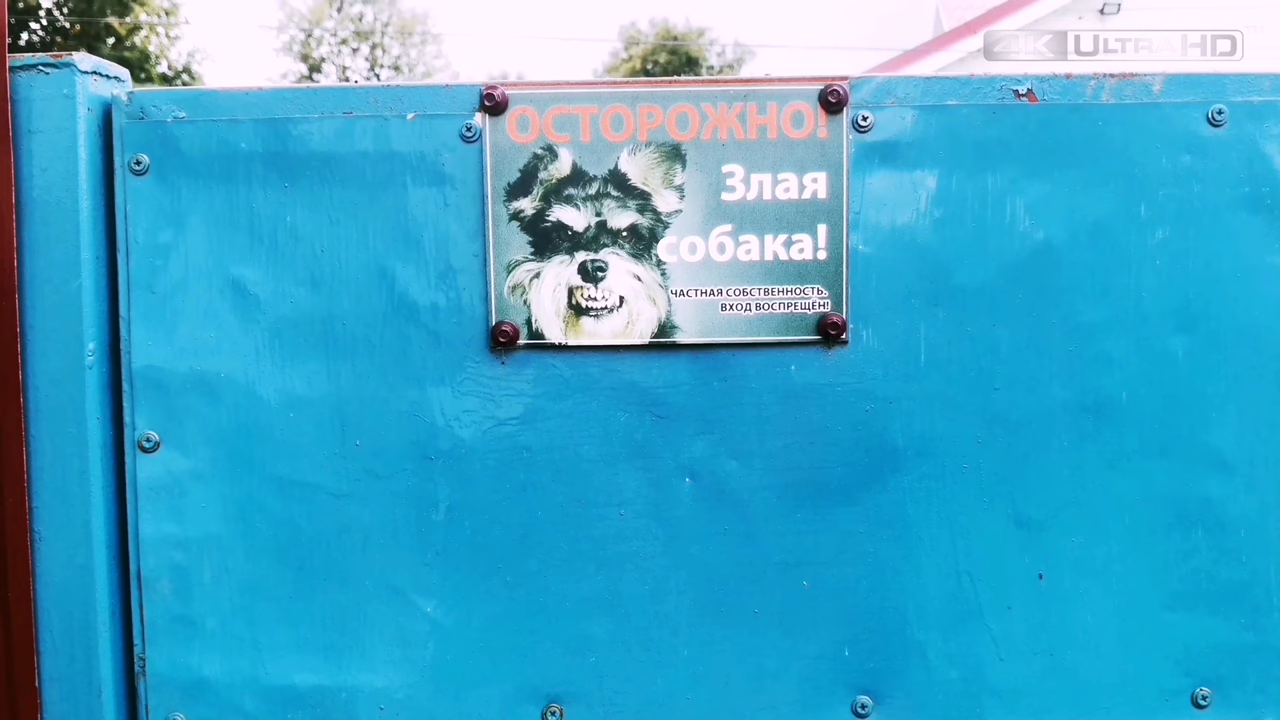 4K ULTRA HD
ОСТОРОЖНО!
Злая
собака!
ЧАСТНАЯ СОБСТВЕННОСТЬ.
ВХОД ВОСПРЕЩЁН!